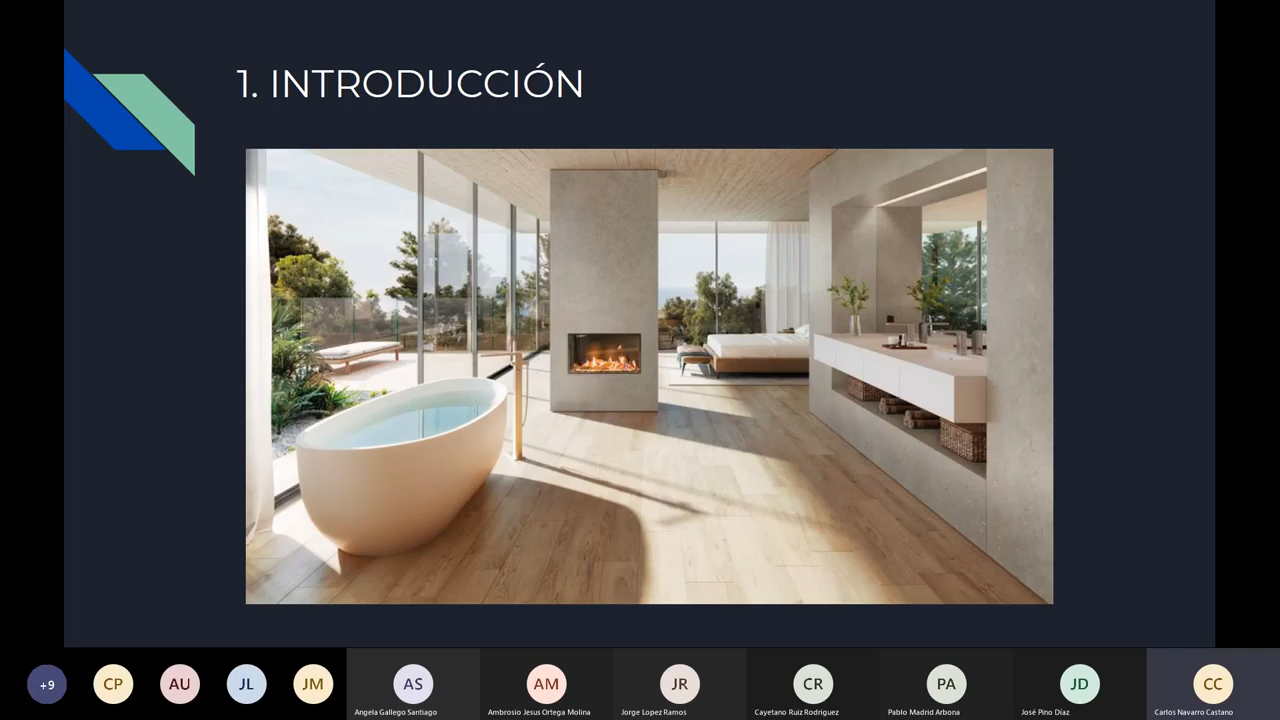 1. INTRODUCCIÓN
+9
CP
AU
JL
JM
AS
AM
JR
CR
PA
JD
CC
Angela Gallego Santiago
Ambrosio Jesus Ortega Molina
Jorge Lopez Ramos
Cayetano Ruiz Rodriguez
Pablo Madrid Arbona
José Pino Díaz
Carlos Navarro Castano